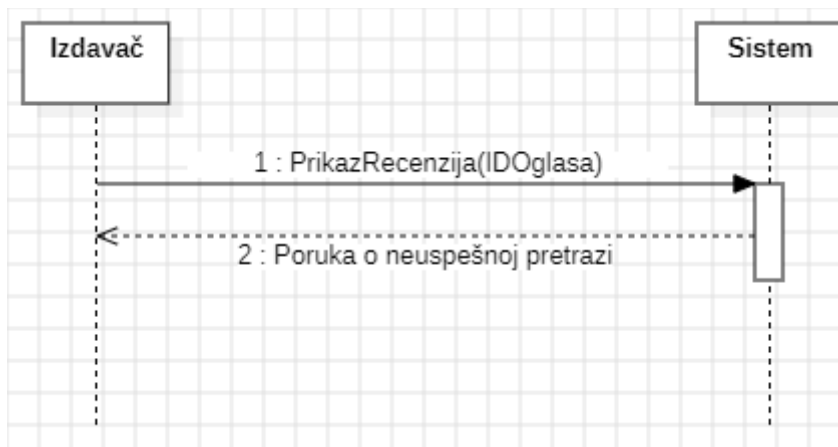 Izdavač
Sistem
1 : PrikazRecenzija(IDOglasa)
2 : Poruka o neuspešnoj pretrazi